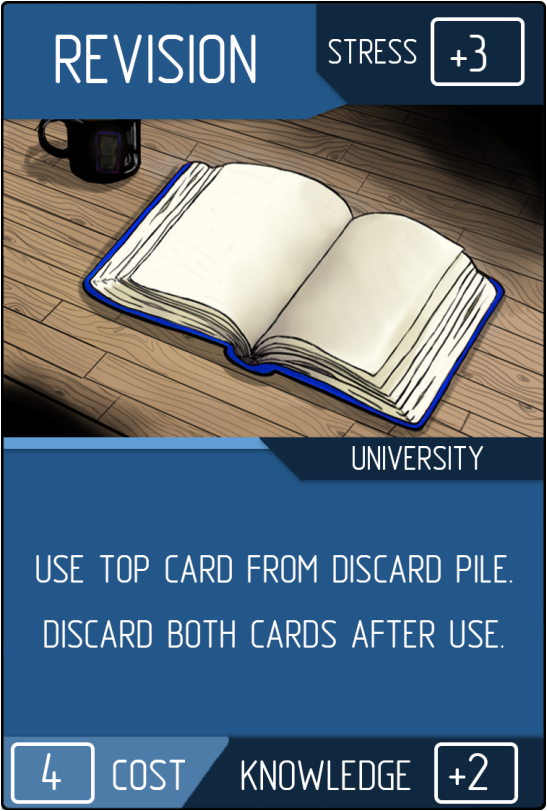 REVISION
STRESS +3
UNIVERSITY
USE TOP CARD FROM DISCARD PILE.
DISCARD BOTH CARDS AFTER USE.
4 COST
KNOWLEDGE +2